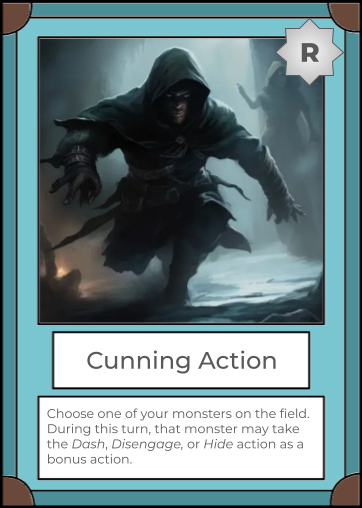 R
Cunning Action
Choose one of your monsters on the field.
During this turn, that monster may take
the Dash, Disengage, or Hide action as a
bonus action.